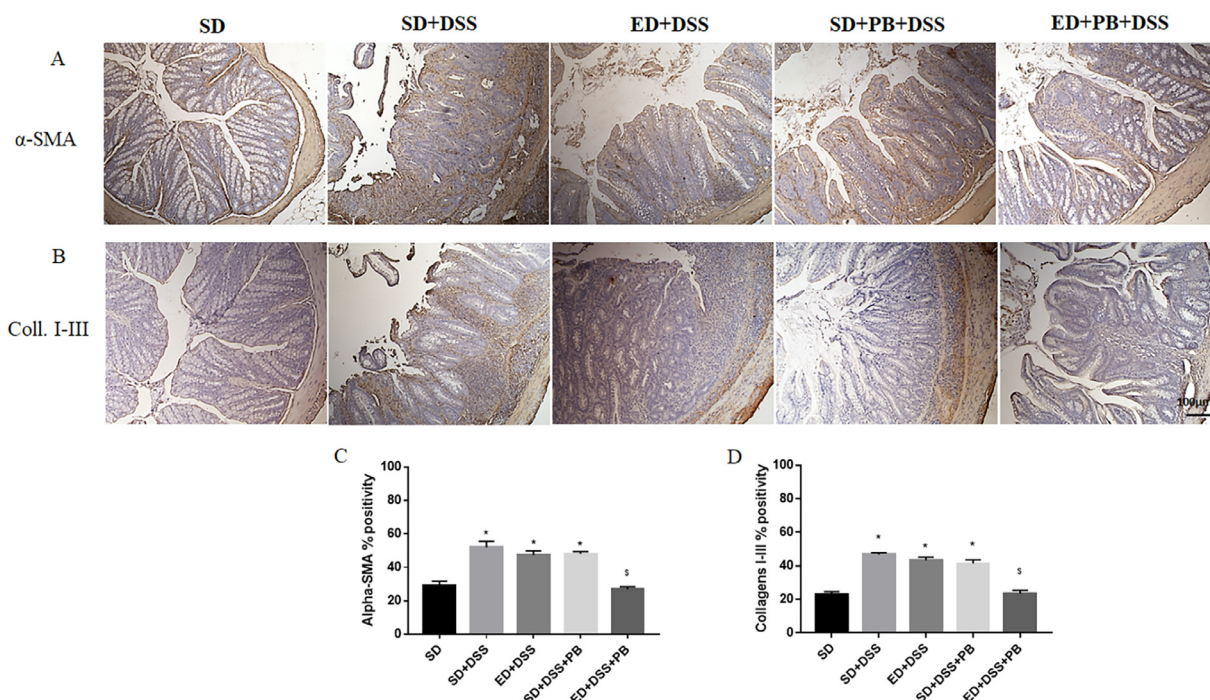 SD SD+DSS ED+DSS SD+PB+DSS ED+PB+DSS
A
α-SMA
B
Coll. I-III
100µm
C
Alpha-SMA % positivity
100
80
60
40
20
0
* * * $
SD SD+DSS ED+DSS SD+DSS+PB ED+DSS+PB
D
Collagens I-III % positivity
100
80
60
40
20
0
* * * $
SD SD+DSS ED+DSS SD+DSS+PB ED+DSS+PB